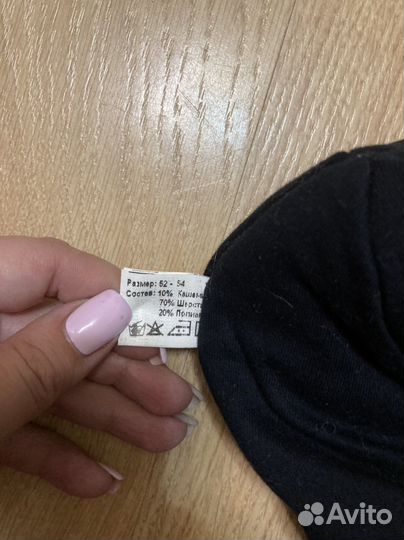 Размер: 52 - 54
Состав: 10% Кашем
70% Шерст
20% Полиа
Avito